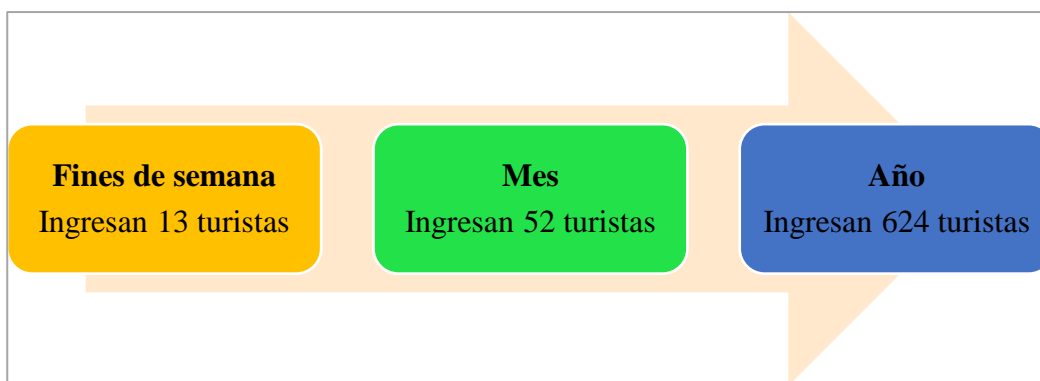 Fines de semana
Ingresan 13 turistas
Mes
Ingresan 52 turistas
Año
Ingresan 624 turistas